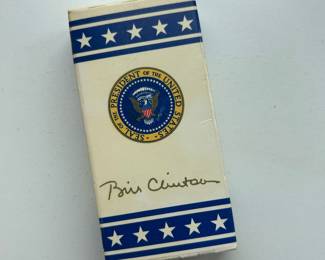 SEAL OF THE PRESIDENT OF THE UNITED STATES
Bill Clinton